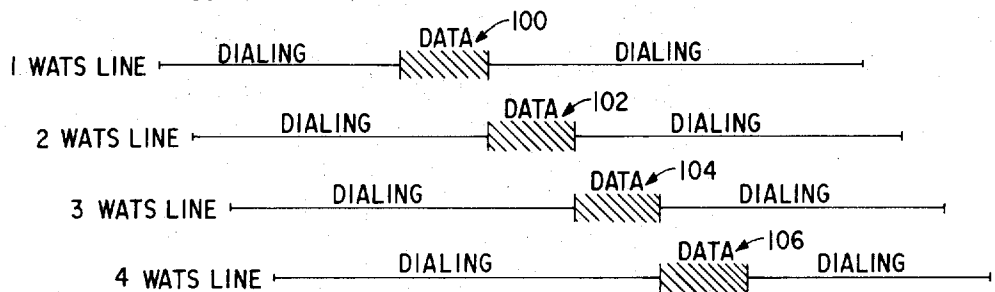 DATA 100
1 WATS LINE DIALING DIALING
DATA 102
2 WATS LINE DIALING DIALING
DATA 104
3 WATS LINE DIALING DIALING
DATA 106
4 WATS LINE DIALING DIALING